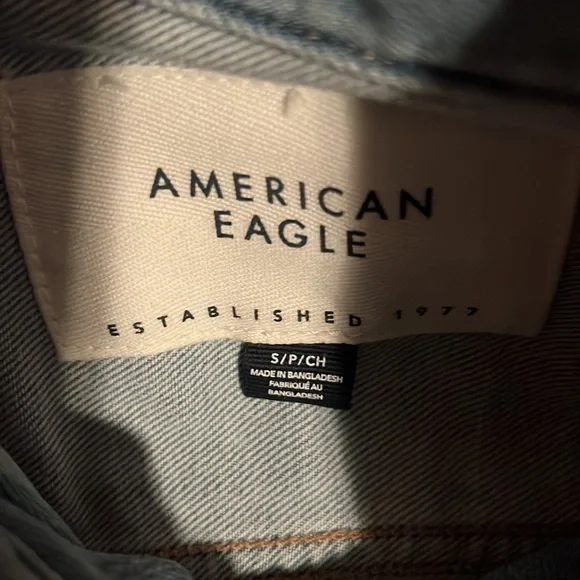 AMERICAN
EAGLE
ESTABLISHED 1977
S/P/CH
MADE IN BANGLADESH
FABRIQUÉ AU
BANGLADESH